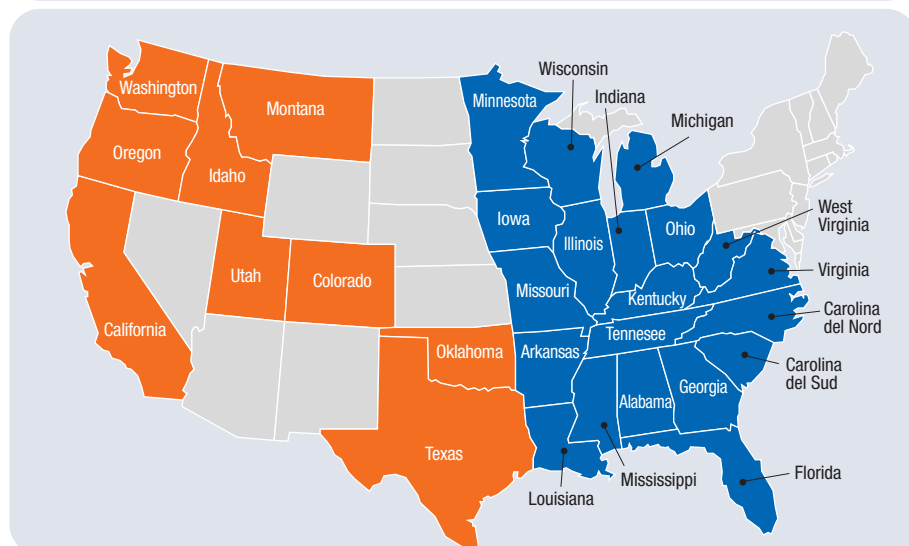 Wisconsin
Indiana
Michigan
Washington
Montana
Minnesota
Oregon
Idaho
Iowa
Illinois
Ohio
West
Virginia
Utah
Colorado
Missouri
Kentucky
Virginia
California
Oklahoma
Arkansas
Tennesee
Carolina
del Nord
Carolina
del Sud
Georgia
Alabama
Texas
Louisiana
Mississippi
Florida